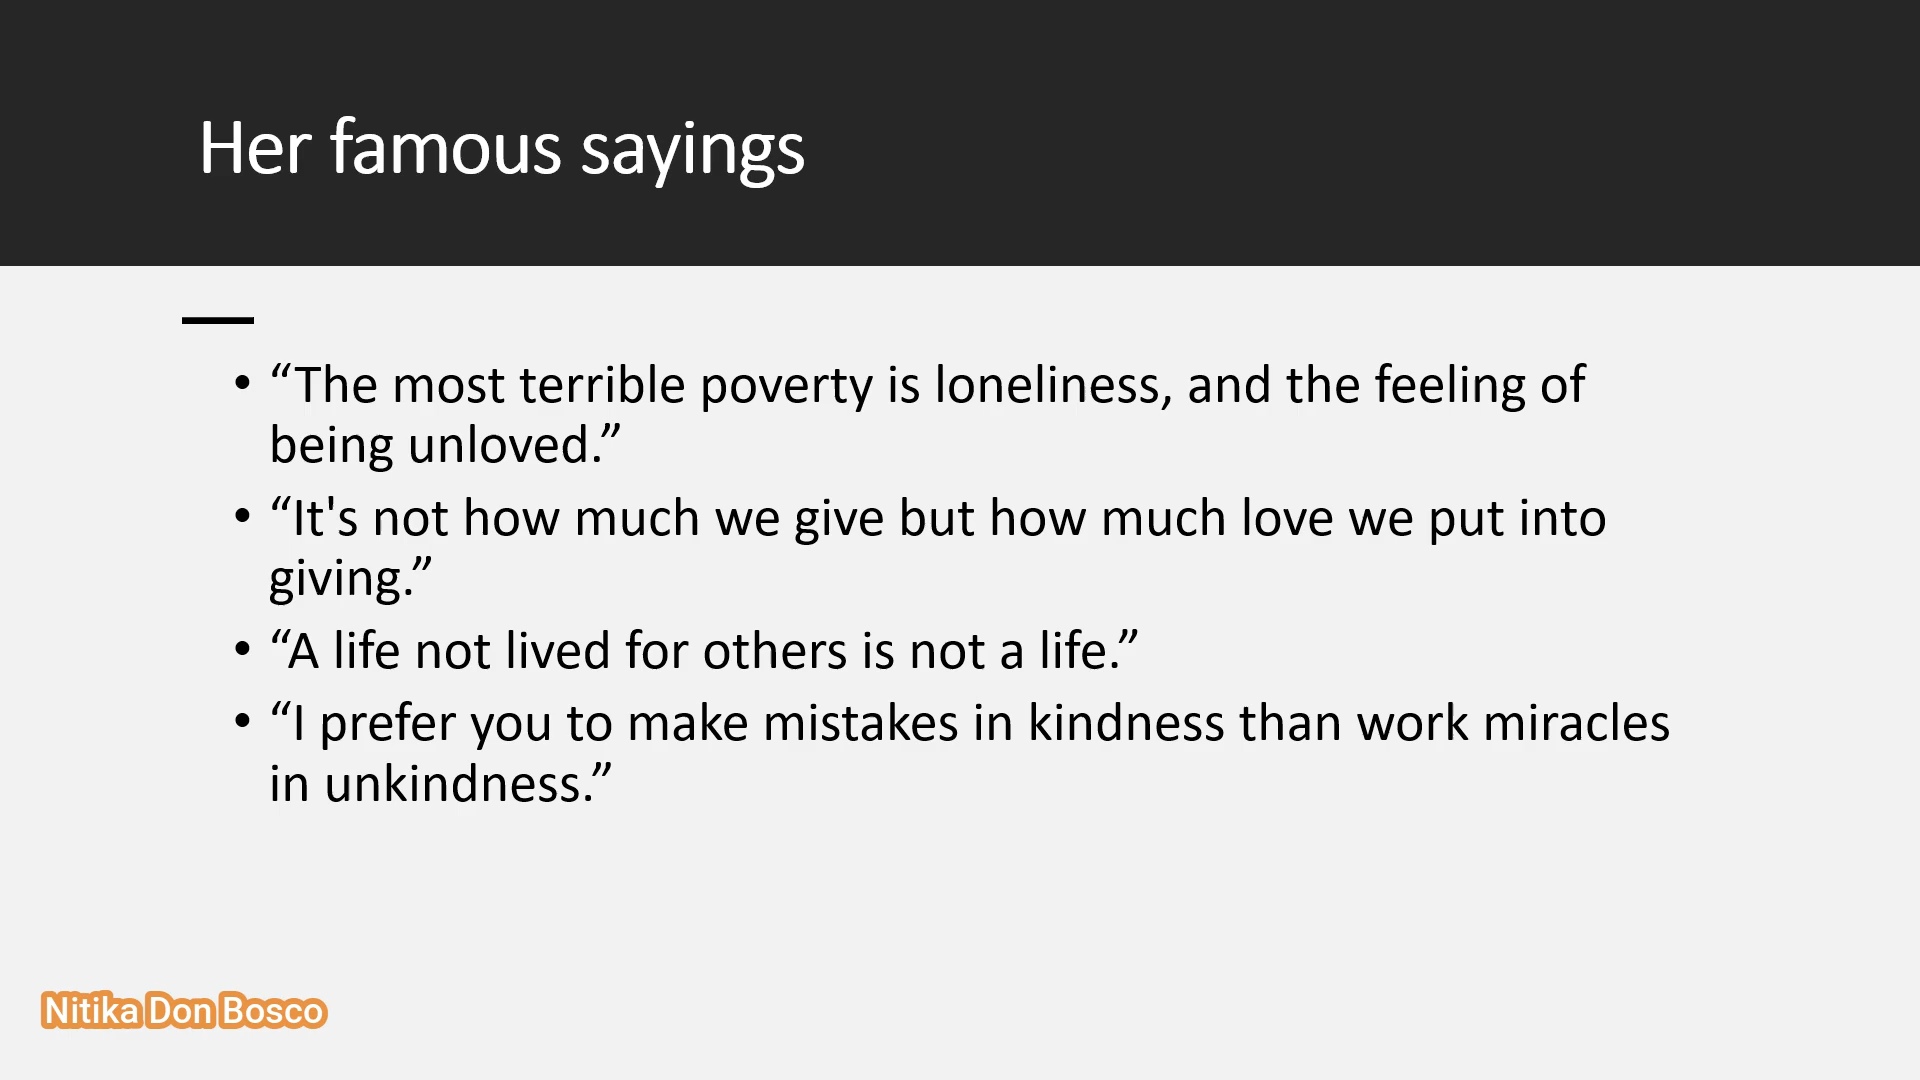 Her famous sayings
• “The most terrible poverty is loneliness, and the feeling of
being unloved.”
• “It's not how much we give but how much love we put into
giving.”
• “A life not lived for others is not a life.”
• “I prefer you to make mistakes in kindness than work miracles
in unkindness.”
Nitika Don Bosco